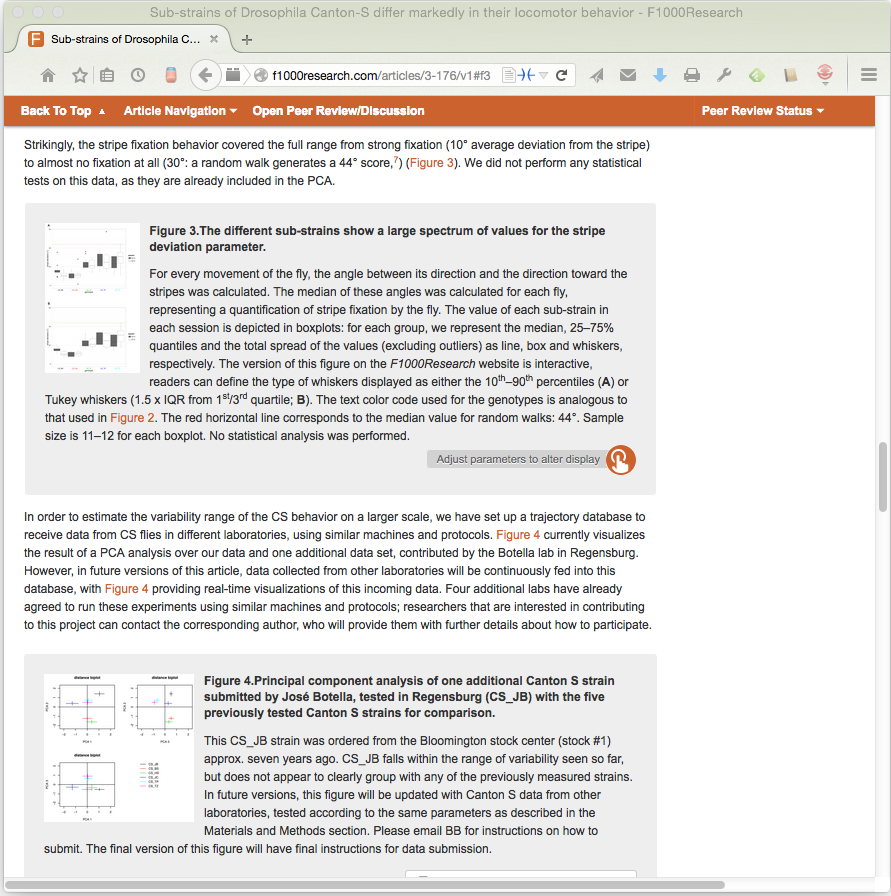 Sub-strains of Drosophila Canton-S differ markedly in their locomotor behavior - F1000Research
Sub-strains of Drosophila C...
f1000research.com/articles/3-176/v1#f3
Back To Top
Article Navigation
Open Peer Review/Discussion
Peer Review Status
Strikingly, the stripe fixation behavior covered the full range from strong fixation (10° average deviation from the stripe)
to almost no fixation at all (30°: a random walk generates a 44° score,7) (Figure 3). We did not perform any statistical
tests on this data, as they are already included in the PCA.
Figure 3.The different sub-strains show a large spectrum of values for the stripe
deviation parameter.
For every movement of the fly, the angle between its direction and the direction toward the
stripes was calculated. The median of these angles was calculated for each fly,
representing a quantification of stripe fixation by the fly. The value of each sub-strain in
each session is depicted in boxplots: for each group, we represent the median, 25–75%
quantiles and the total spread of the values (excluding outliers) as line, box and whiskers,
respectively. The version of this figure on the F1000Research website is interactive,
readers can define the type of whiskers displayed as either the 10th–90th percentiles (A) or
Tukey whiskers (1.5 x IQR from 1st/3rd quartile; B). The text color code used for the genotypes is analogous to
that used in Figure 2. The red horizontal line corresponds to the median value for random walks: 44°. Sample
size is 11–12 for each boxplot. No statistical analysis was performed.
Adjust parameters to alter display
In order to estimate the variability range of the CS behavior on a larger scale, we have set up a trajectory database to
receive data from CS flies in different laboratories, using similar machines and protocols. Figure 4 currently visualizes
the result of a PCA analysis over our data and one additional data set, contributed by the Botella lab in Regensburg.
However, in future versions of this article, data collected from other laboratories will be continuously fed into this
database, with Figure 4 providing real-time visualizations of this incoming data. Four additional labs have already
agreed to run these experiments using similar machines and protocols; researchers that are interested in contributing
to this project can contact the corresponding author, who will provide them with further details about how to participate.
distance biplot
distance biplot
distance biplot
Figure 4.Principal component analysis of one additional Canton S strain
submitted by José Botella, tested in Regensburg (CS_JB) with the five
previously tested Canton S strains for comparison.
This CS_JB strain was ordered from the Bloomington stock center (stock #1)
approx. seven years ago. CS_JB falls within the range of variability seen so far,
but does not appear to clearly group with any of the previously measured strains.
In future versions, this figure will be updated with Canton S data from other
laboratories, tested according to the same parameters as described in the
Materials and Methods section. Please email BB for instructions on how to
submit. The final version of this figure will have final instructions for data submission.